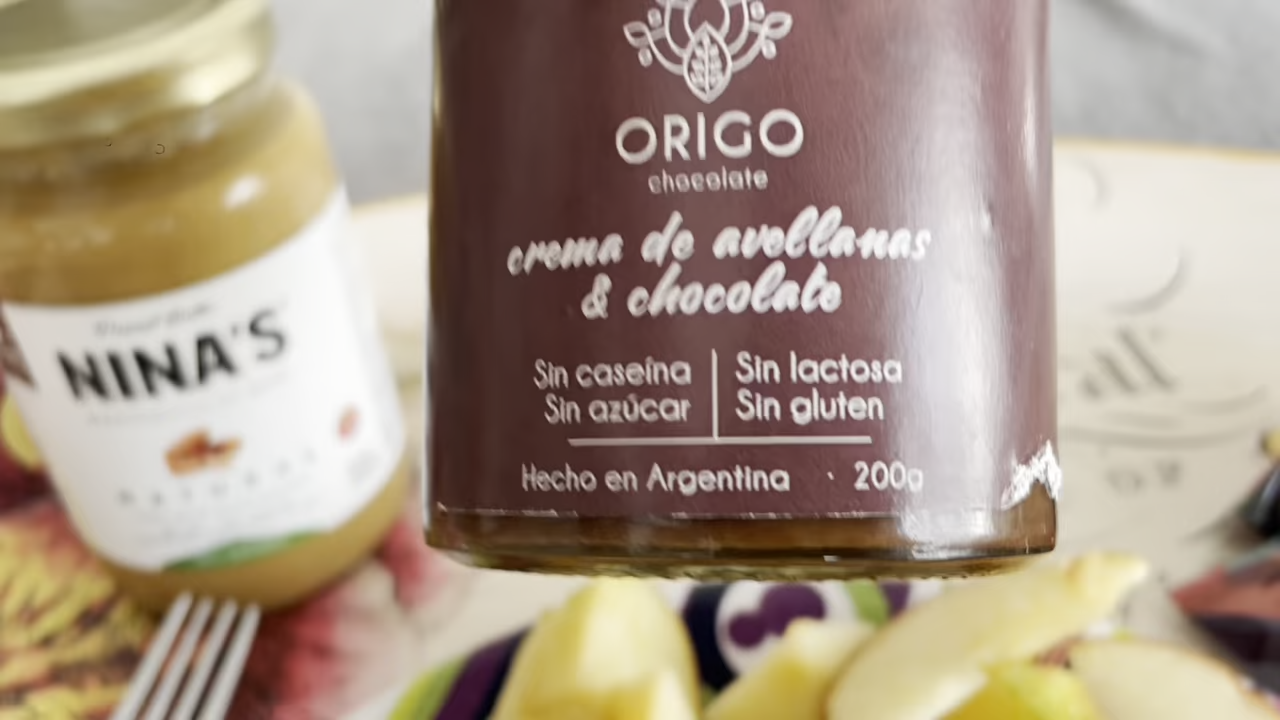 NINA'S
NATURAL
ORIGO
chocolate
crema de avellanas
& chocolate
Sin caseína
Sin azúcar
Sin lactosa
Sin gluten
Hecho en Argentina · 200g